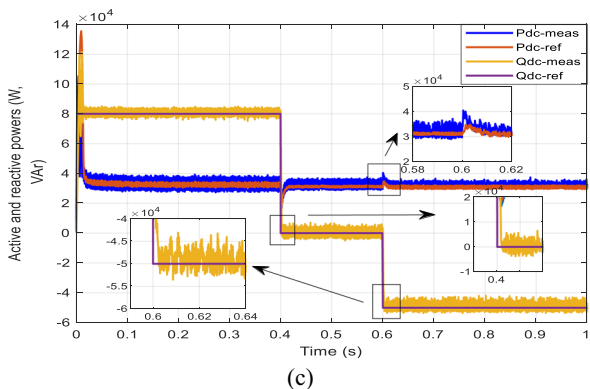 ×10⁴
14
12
10
8
6
4
2
0
-2
-4
-6
Active and reactive powers (W, VAr)
Pdc-meas
Pdc-ref
Qdc-meas
Qdc-ref
×10⁴
5
4
3
2
0.58 0.6 0.62
×10⁴
-4
-4.5
-5
-5.5
-6
0.6 0.62 0.64
2
1
0
-1
0.4
0 0.1 0.2 0.3 0.4 0.5 0.6 0.7 0.8 0.9 1
Time (s)
(c)